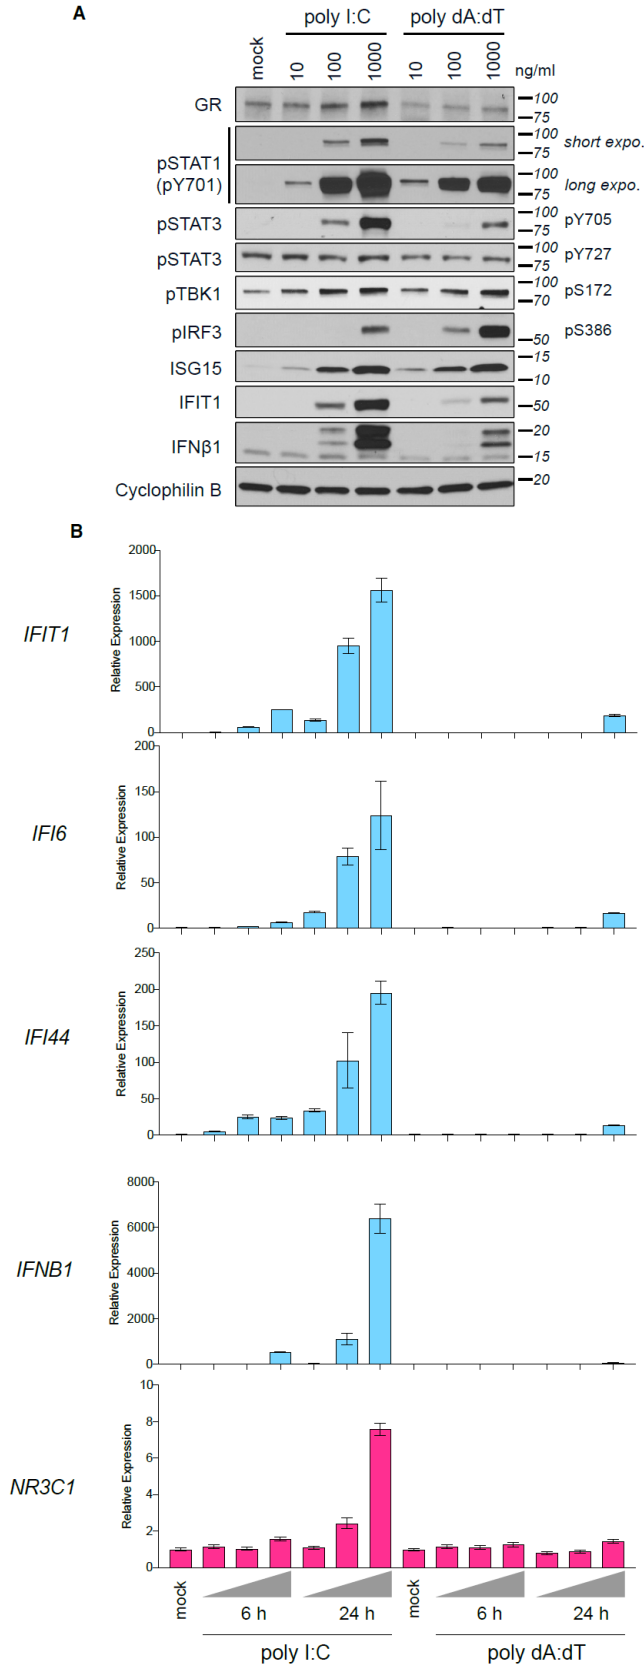 A
poly I:C poly dA:dT
mock 10 100 1000 10 100 1000 ng/ml
GR 100 75
pSTAT1 (pY701) 100 75 short expo.
100 75 long expo.
pSTAT3 100 75 pY705
pSTAT3 100 75 pY727
pTBK1 100 70 pS172
pIRF3 50 pS386
ISG15 15 10
IFIT1 50
IFNβ1 20 15
Cyclophilin B 20
B
IFIT1
Relative Expression
2000
1500
1000
500
0
IFI6
Relative Expression
200
150
100
50
0
IFI44
Relative Expression
250
200
150
100
50
0
IFNB1
Relative Expression
8000
6000
4000
2000
0
NR3C1
Relative Expression
10
8
6
4
2
0
mock 6 h 24 h mock 6 h 24 h
poly I:C poly dA:dT